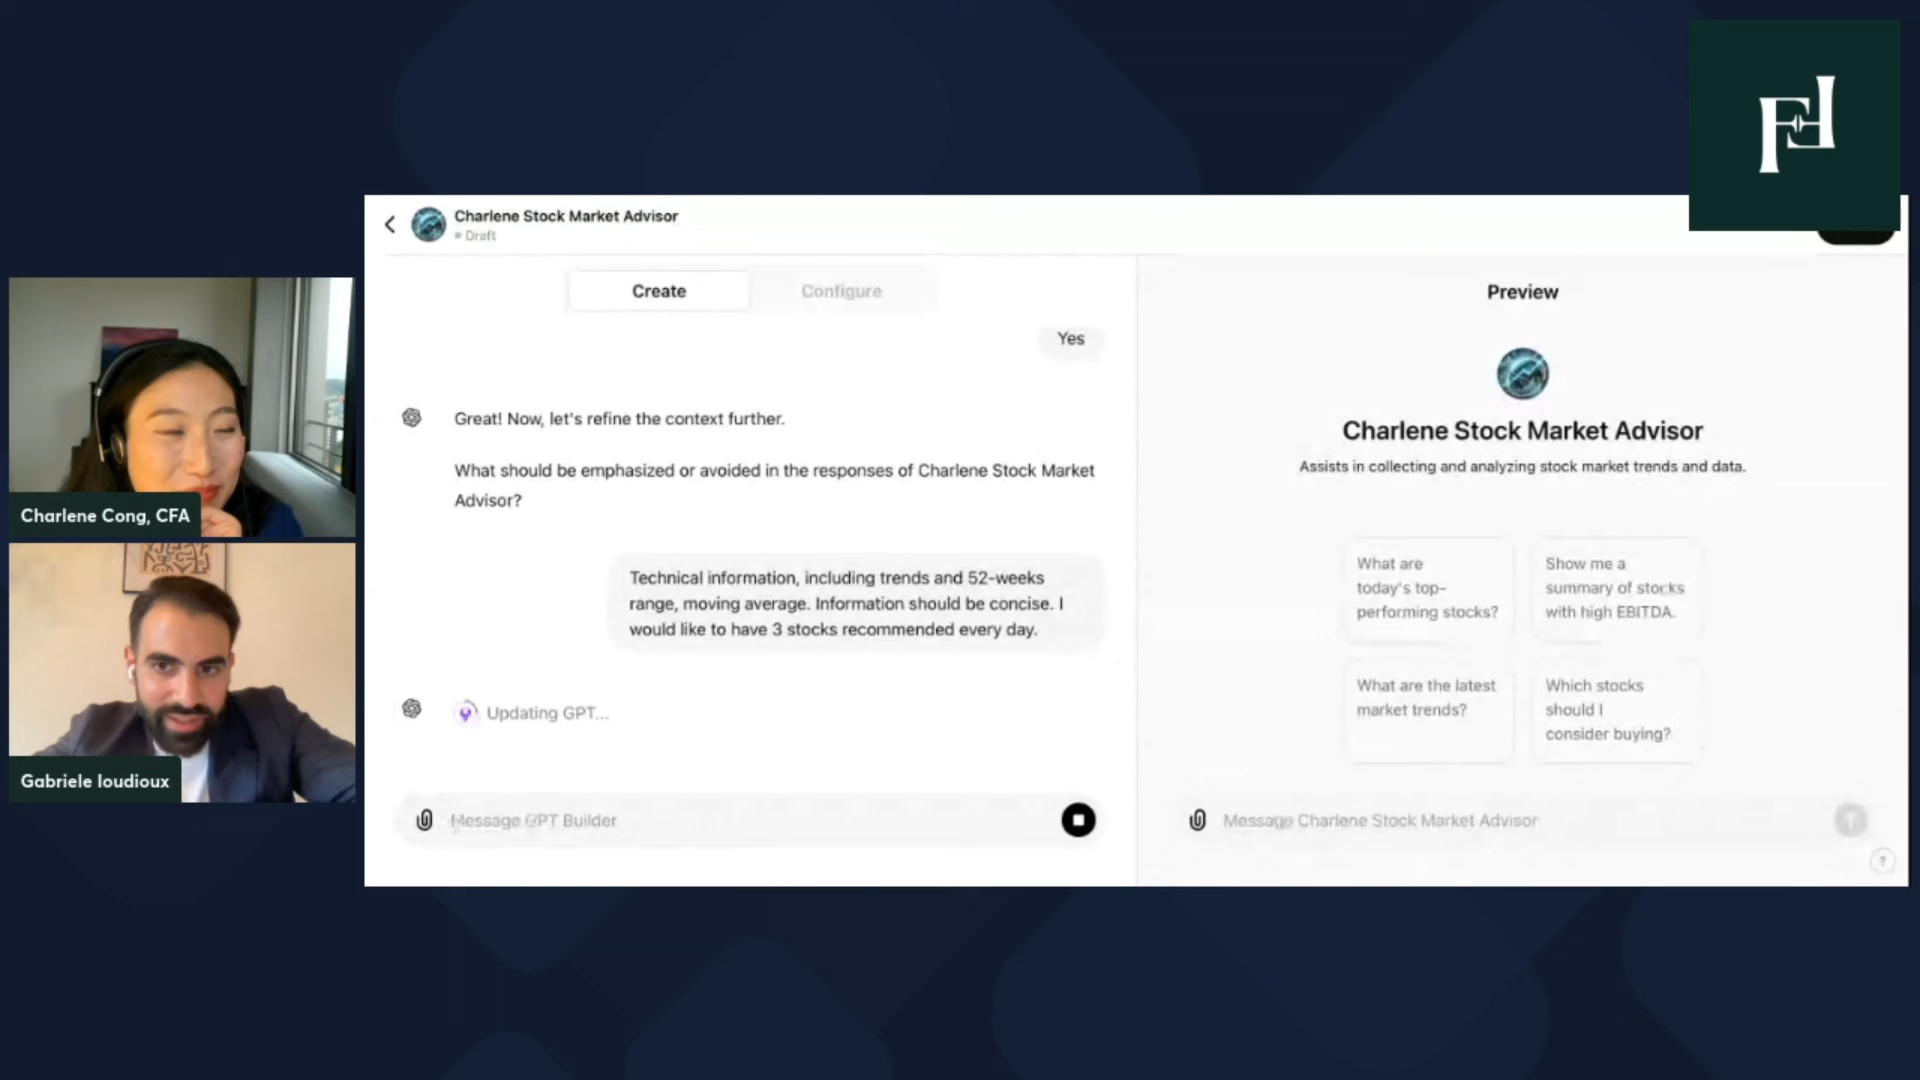 Charlene Stock Market Advisor
Draft
Create
Configure
Yes
Great! Now, let's refine the context further.
What should be emphasized or avoided in the responses of Charlene Stock Market
Advisor?
Technical information, including trends and 52-weeks
range, moving average. Information should be concise. I
would like to have 3 stocks recommended every day.
Updating GPT...
Message GPT Builder
Preview
Charlene Stock Market Advisor
Assists in collecting and analyzing stock market trends and data.
What are
today's top-
performing stocks?
Show me a
summary of stocks
with high EBITDA.
What are the latest
market trends?
Which stocks
should I
consider buying?
Message Charlene Stock Market Advisor
?
Charlene Cong, CFA
Gabriele loudioux